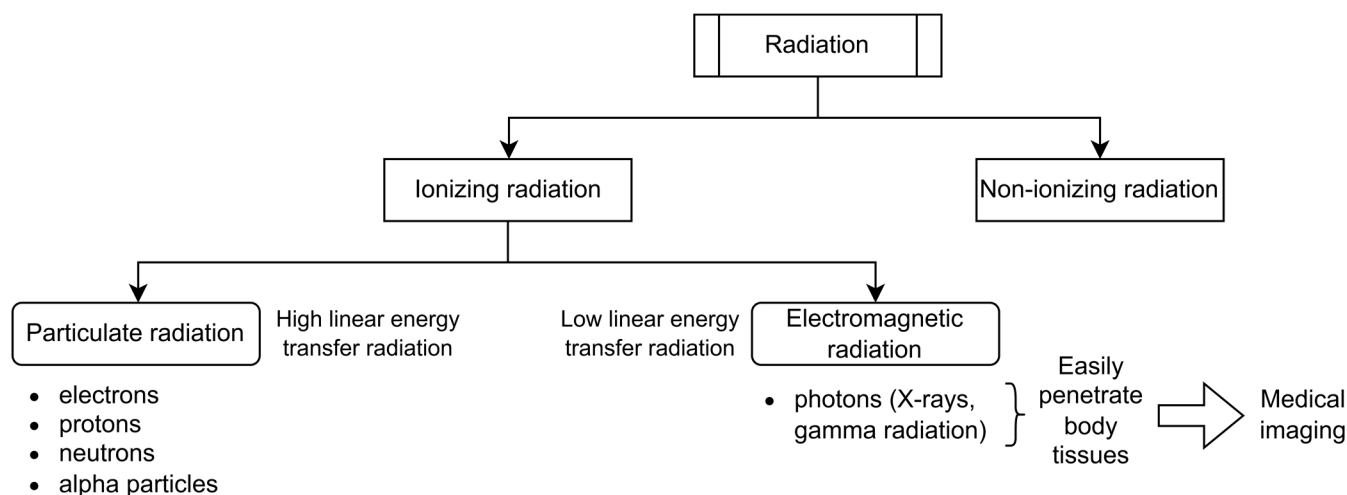 Radiation
Ionizing radiation
Non-ionizing radiation
Particulate radiation
High linear energy
transfer radiation
Low linear energy
transfer radiation
Electromagnetic
radiation
• electrons
• protons
• neutrons
• alpha particles
• photons (X-rays,
gamma radiation)
Easily
penetrate
body
tissues
Medical
imaging